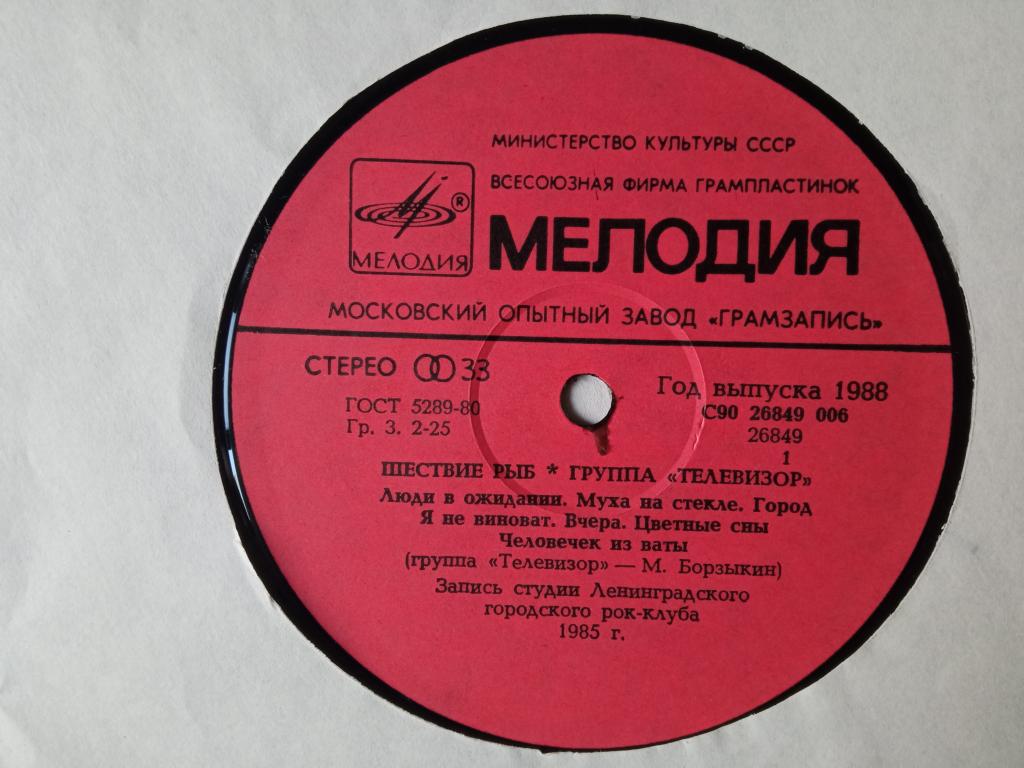 МИНИСТЕРСТВО КУЛЬТУРЫ СССР
ВСЕСОЮЗНАЯ ФИРМА ГРАМПЛАСТИНОК
® МЕЛОДИЯ
МЕЛОДИЯ
МОСКОВСКИЙ ОПЫТНЫЙ ЗАВОД «ГРАМЗАПИСЬ»
СТЕРЕО 33
ГОСТ 5289-80
Гр. 3. 2-25
Год выпуска 1988
С90 26849 006
26849
1
ШЕСТВИЕ РЫБ * ГРУППА «ТЕЛЕВИЗОР»
Люди в ожидании. Муха на стекле. Город
Я не виноват. Вчера. Цветные сны
Человечек из ваты
(группа «Телевизор» — М. Борзыкин)
Запись студии Ленинградского
городского рок-клуба
1985 г.